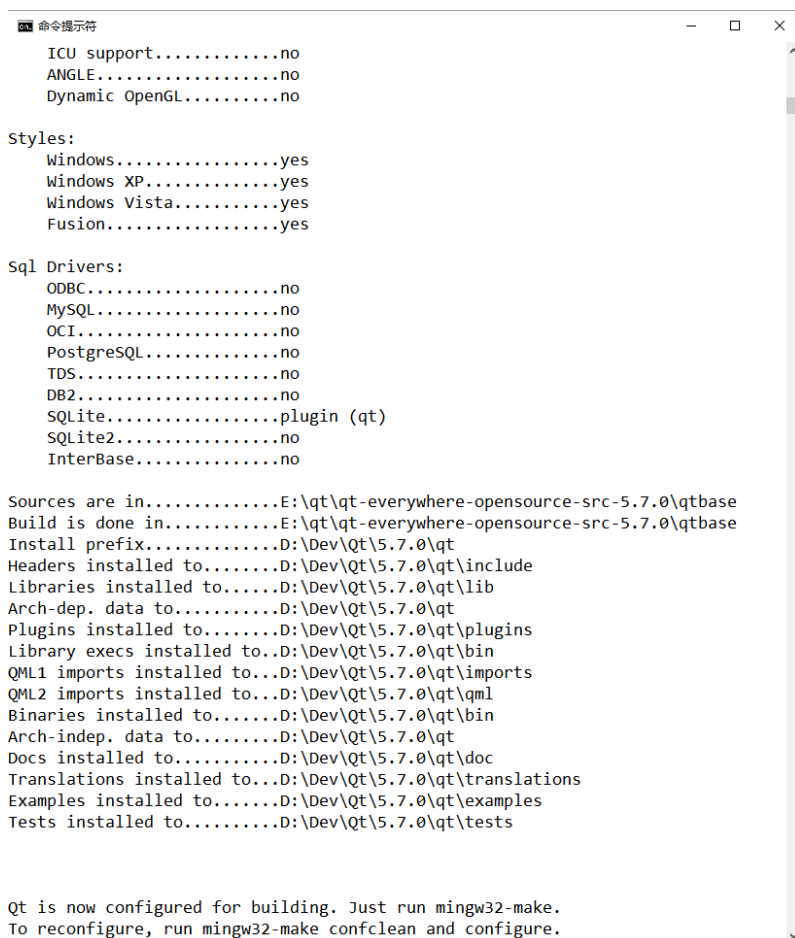 命令提示符
ICU support.............no
ANGLE...................no
Dynamic OpenGL..........no
Styles:
Windows.................yes
Windows XP..............yes
Windows Vista...........yes
Fusion..................yes
Sql Drivers:
ODBC....................no
MySQL...................no
OCI.....................no
PostgreSQL..............no
TDS.....................no
DB2.....................no
SQLite..................plugin (qt)
SQLite2.................no
InterBase...............no
Sources are in..............E:\qt\qt-everywhere-opensource-src-5.7.0\qtbase
Build is done in............E:\qt\qt-everywhere-opensource-src-5.7.0\qtbase
Install prefix..............D:\Dev\Qt\5.7.0\qt
Headers installed to........D:\Dev\Qt\5.7.0\qt\include
Libraries installed to......D:\Dev\Qt\5.7.0\qt\lib
Arch-dep. data to...........D:\Dev\Qt\5.7.0\qt
Plugins installed to........D:\Dev\Qt\5.7.0\qt\plugins
Library execs installed to..D:\Dev\Qt\5.7.0\qt\bin
QML1 imports installed to...D:\Dev\Qt\5.7.0\qt\imports
QML2 imports installed to...D:\Dev\Qt\5.7.0\qt\qml
Binaries installed to.......D:\Dev\Qt\5.7.0\qt\bin
Arch-indep. data to.........D:\Dev\Qt\5.7.0\qt
Docs installed to...........D:\Dev\Qt\5.7.0\qt\doc
Translations installed to...D:\Dev\Qt\5.7.0\qt\translations
Examples installed to.......D:\Dev\Qt\5.7.0\qt\examples
Tests installed to..........D:\Dev\Qt\5.7.0\qt\tests
Qt is now configured for building. Just run mingw32-make.
To reconfigure, run mingw32-make confclean and configure.